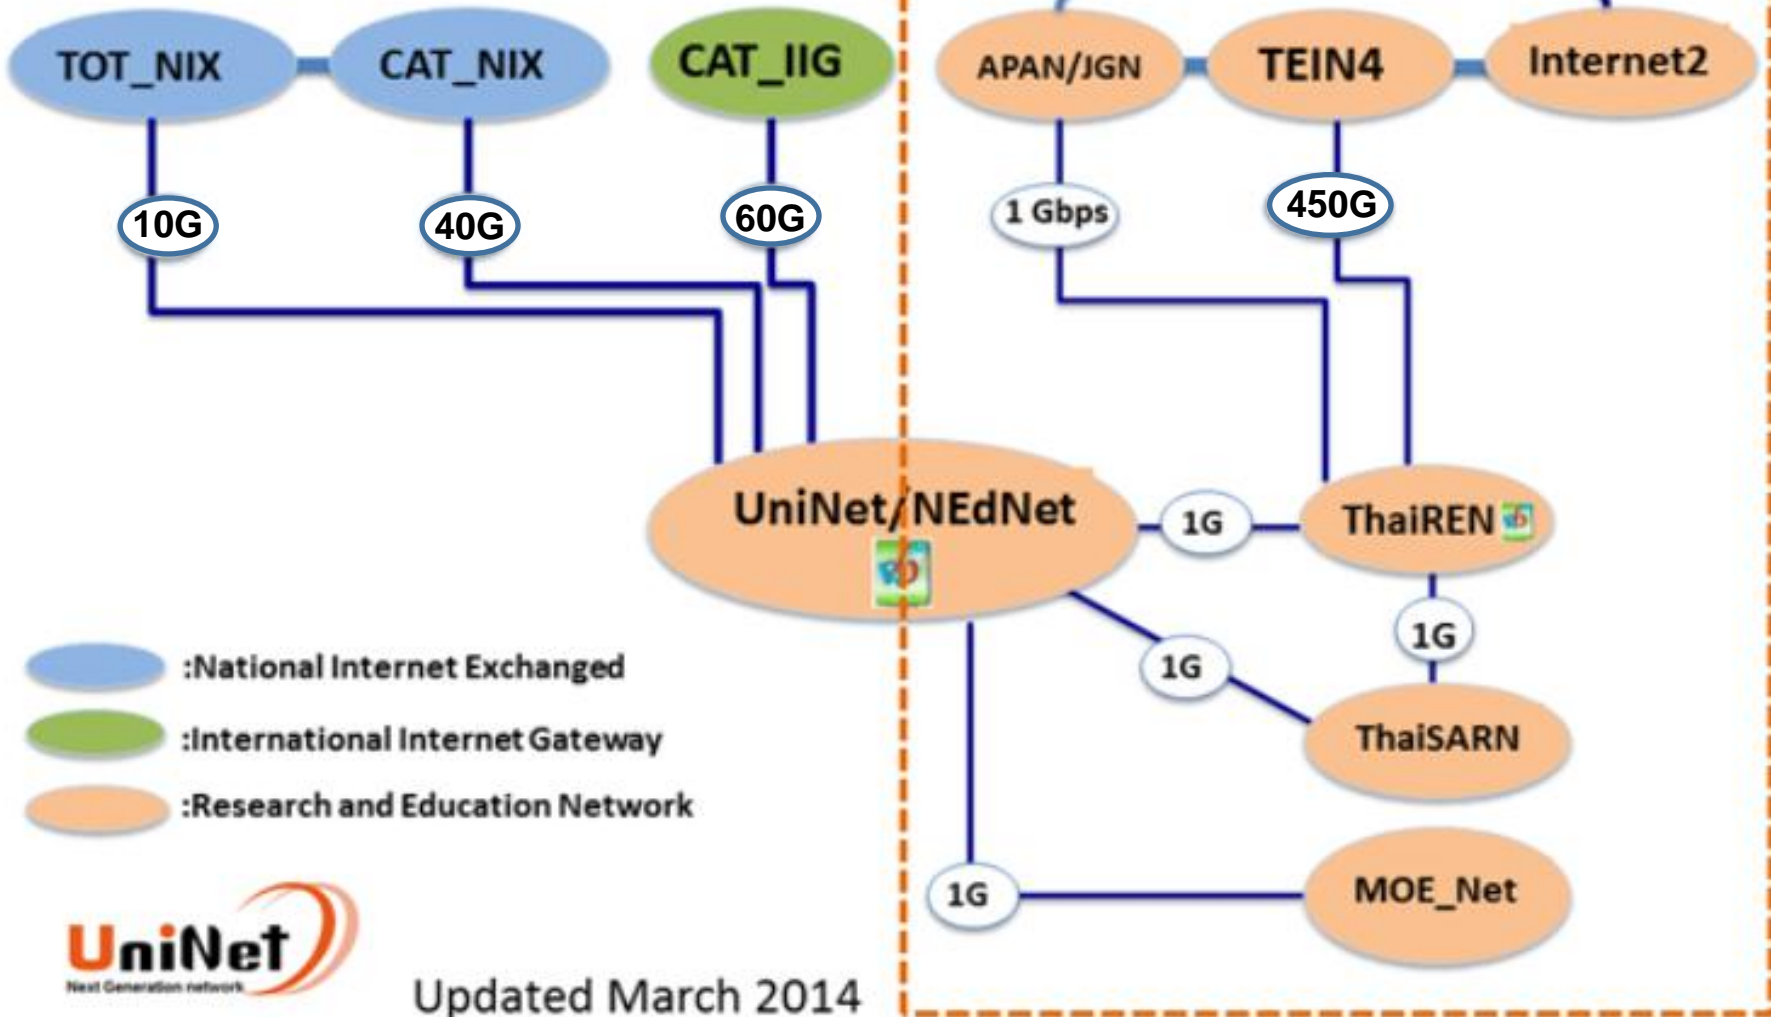 TOT_NIX
CAT_NIX
CAT_IIG
APAN/JGN
TEIN4
Internet2
10G
40G
60G
1 Gbps
450G
UniNet/NEdNet
1G
ThaiREN
1G
1G
ThaiSARN
1G
MOE_Net
:National Internet Exchanged
:International Internet Gateway
:Research and Education Network
UniNet
Next Generation network
Updated March 2014